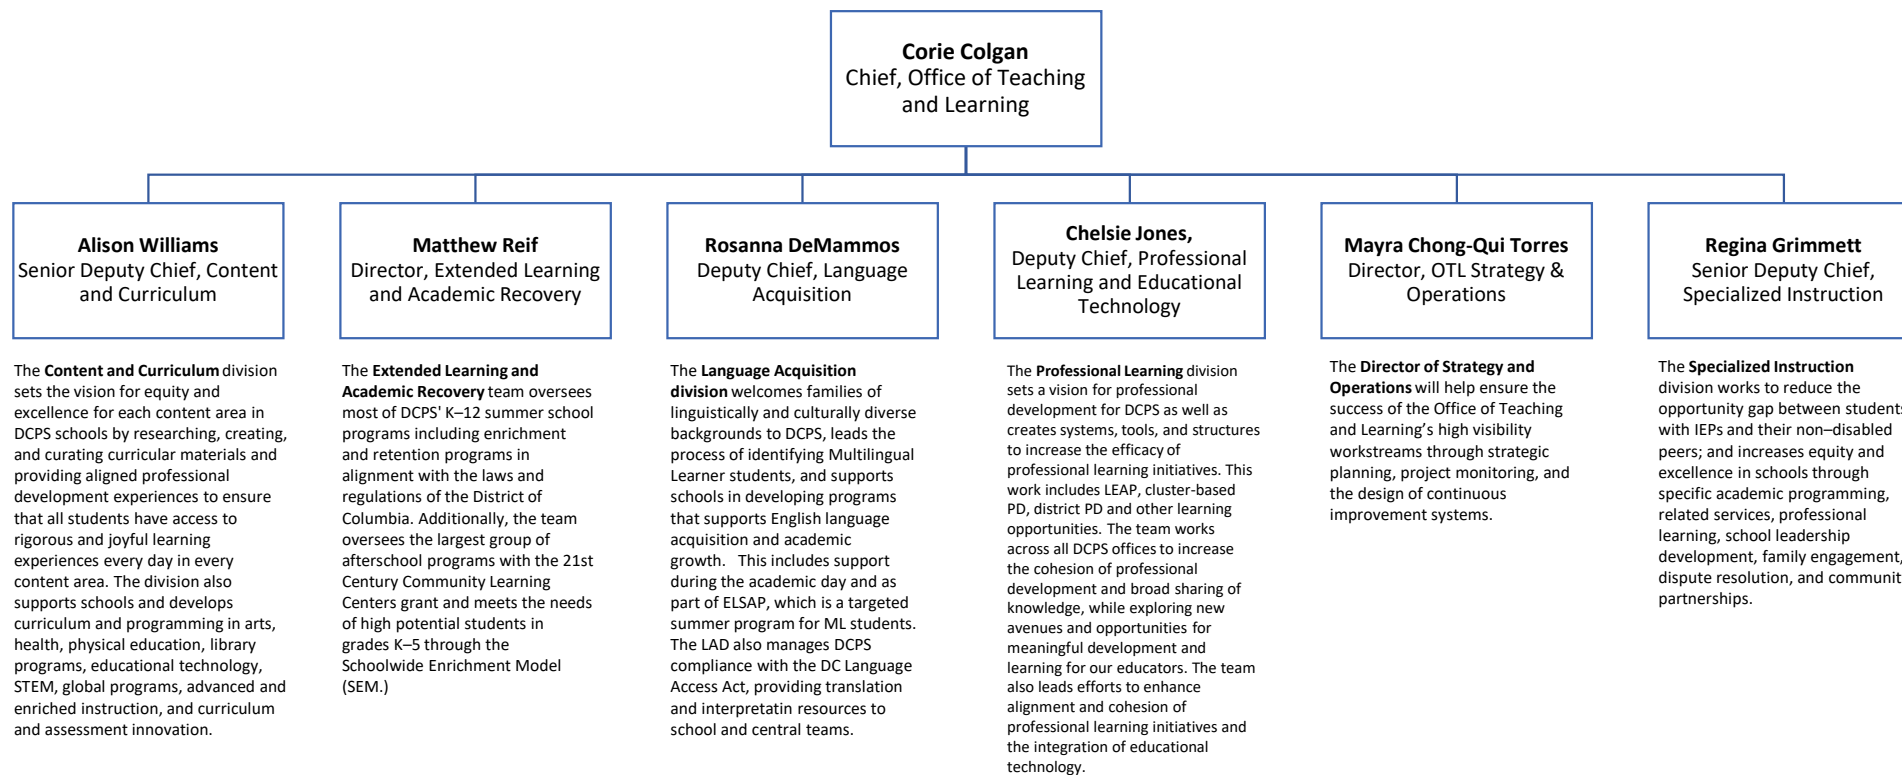 Corie Colgan
Chief, Office of Teaching
and Learning
Alison Williams
Senior Deputy Chief, Content
and Curriculum
Matthew Reif
Director, Extended Learning
and Academic Recovery
Rosanna DeMammos
Deputy Chief, Language
Acquisition
Chelsie Jones,
Deputy Chief, Professional
Learning and Educational
Technology
Mayra Chong-Qui Torres
Director, OTL Strategy &
Operations
Regina Grimmett
Senior Deputy Chief,
Specialized Instruction
The Content and Curriculum division
sets the vision for equity and
excellence for each content area in
DCPS schools by researching, creating,
and curating curricular materials and
providing aligned professional
development experiences to ensure
that all students have access to
rigorous and joyful learning
experiences every day in every
content area. The division also
supports schools and develops
curriculum and programming in arts,
health, physical education, library
programs, educational technology,
STEM, global programs, advanced and
enriched instruction, and curriculum
and assessment innovation.
The Extended Learning and
Academic Recovery team oversees
most of DCPS' K–12 summer school
programs including enrichment
and retention programs in
alignment with the laws and
regulations of the District of
Columbia. Additionally, the team
oversees the largest group of
afterschool programs with the 21st
Century Community Learning
Centers grant and meets the needs
of high potential students in
grades K–5 through the
Schoolwide Enrichment Model
(SEM.)
The Language Acquisition
division welcomes families of
linguistically and culturally diverse
backgrounds to DCPS, leads the
process of identifying Multilingual
Learner students, and supports
schools in developing programs
that supports English language
acquisition and academic
growth.   This includes support
during the academic day and as
part of ELSAP, which is a targeted
summer program for ML students.
The LAD also manages DCPS
compliance with the DC Language
Access Act, providing translation
and interpretatin resources to
school and central teams.
The Professional Learning division
sets a vision for professional
development for DCPS as well as
creates systems, tools, and structures
to increase the efficacy of
professional learning initiatives. This
work includes LEAP, cluster-based
PD, district PD and other learning
opportunities. The team works
across all DCPS offices to increase
the cohesion of professional
development and broad sharing of
knowledge, while exploring new
avenues and opportunities for
meaningful development and
learning for our educators. The team
also leads efforts to enhance
alignment and cohesion of
professional learning initiatives and
the integration of educational
technology.
The Director of Strategy and
Operations will help ensure the
success of the Office of Teaching
and Learning’s high visibility
workstreams through strategic
planning, project monitoring, and
the design of continuous
improvement systems.
The Specialized Instruction
division works to reduce the
opportunity gap between students
with IEPs and their non–disabled
peers; and increases equity and
excellence in schools through
specific academic programming,
related services, professional
learning, school leadership
development, family engagement,
dispute resolution, and communit
partnerships.